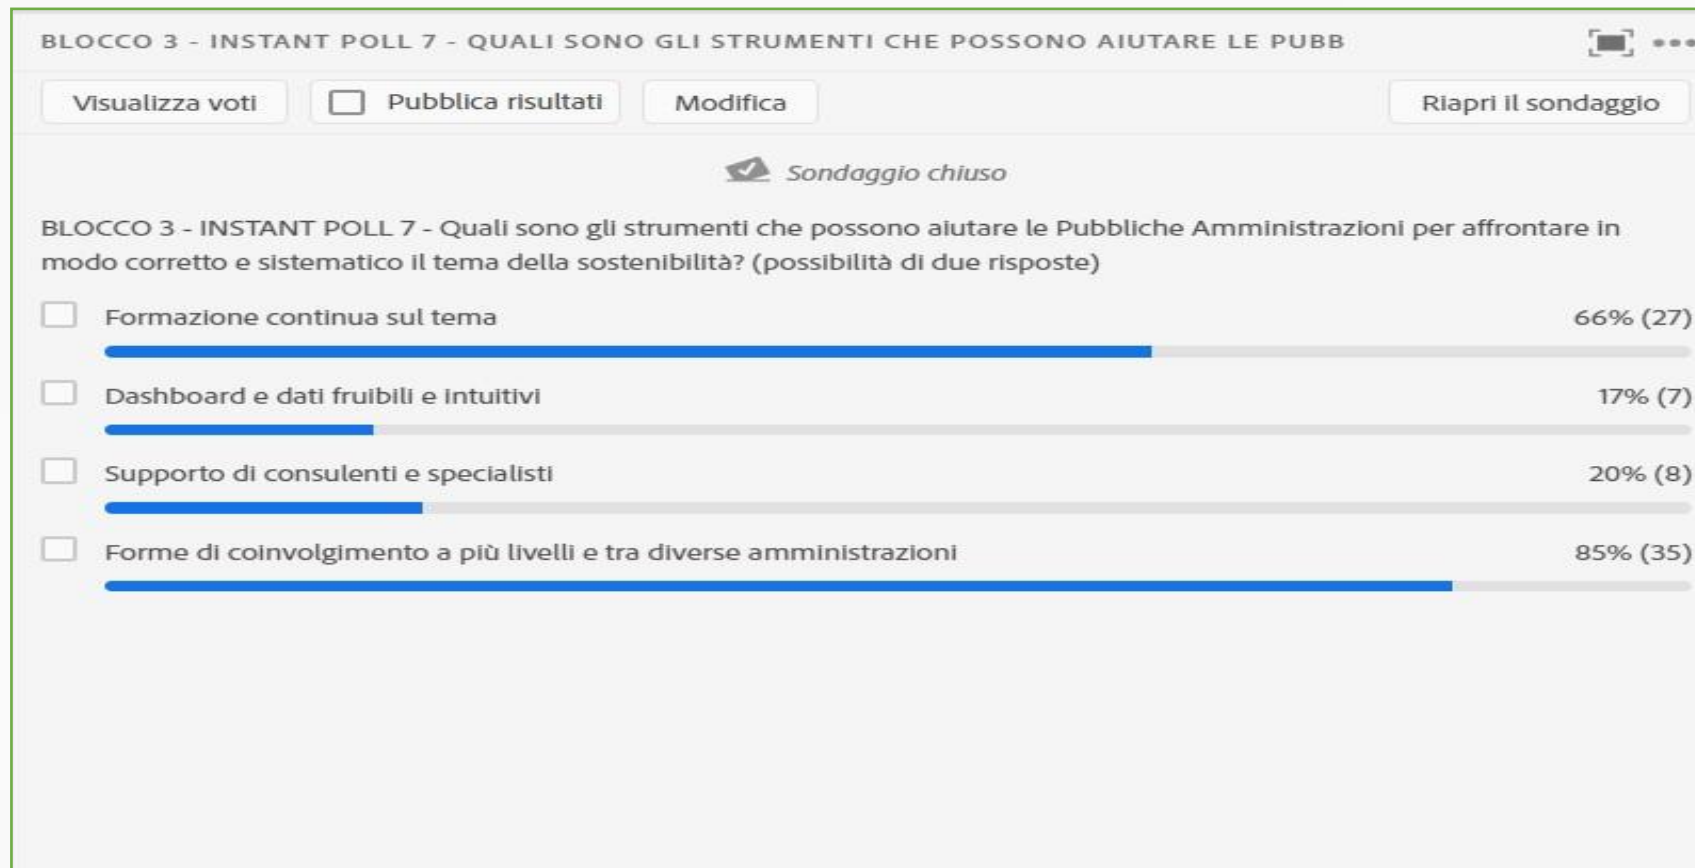 BLOCCO 3 - INSTANT POLL 7 - QUALI SONO GLI STRUMENTI CHE POSSONO AIUTARE LE PUBB
Visualizza voti Pubblica risultati Modifica Riapri il sondaggio
Sondaggio chiuso
BLOCCO 3 - INSTANT POLL 7 - Quali sono gli strumenti che possono aiutare le Pubbliche Amministrazioni per affrontare in
modo corretto e sistematico il tema della sostenibilità? (possibilità di due risposte)
Formazione continua sul tema 66% (27)
Dashboard e dati fruibili e intuitivi 17% (7)
Supporto di consulenti e specialisti 20% (8)
Forme di coinvolgimento a più livelli e tra diverse amministrazioni 85% (35)